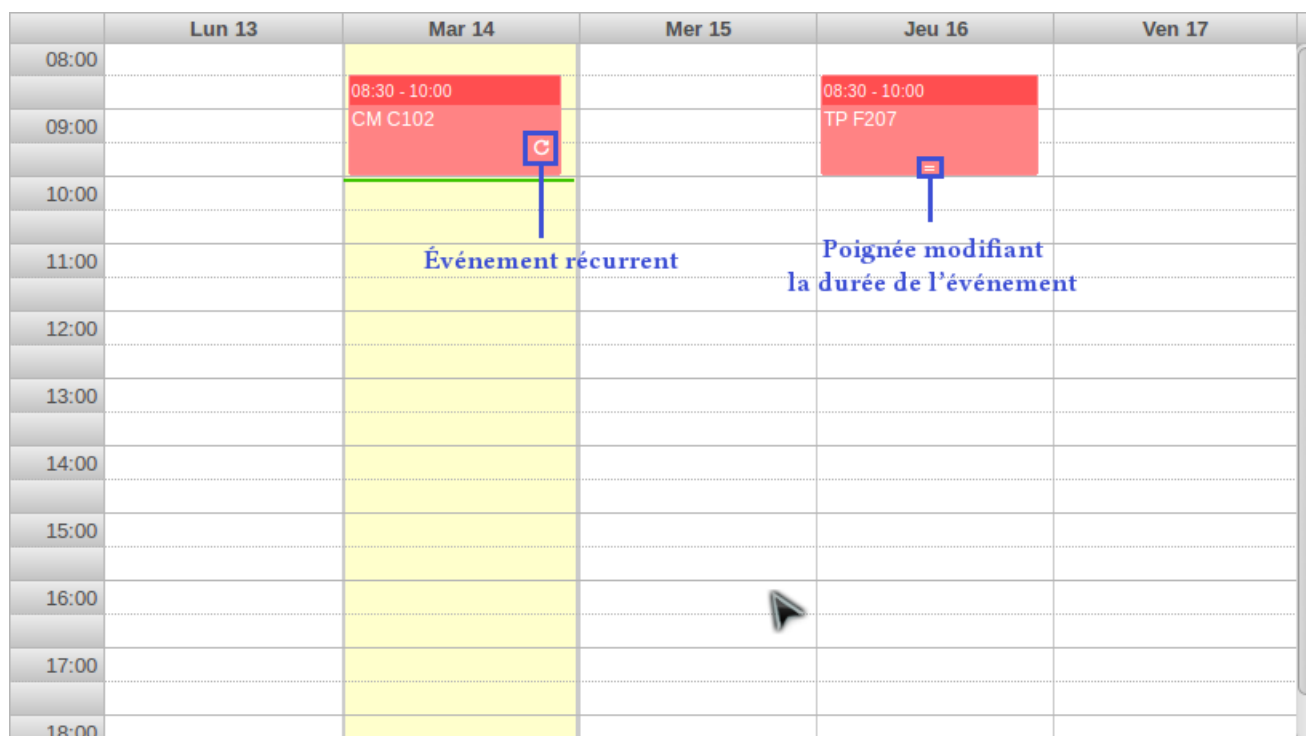 Lun 13 Mar 14 Mer 15 Jeu 16 Ven 17
08:00
08:30 - 10:00 08:30 - 10:00
CM C102 TP F207
09:00
10:00
Événement récurrent
Poignée modifiant
la durée de l'événement
11:00
12:00
13:00
14:00
15:00
16:00
17:00
18:00